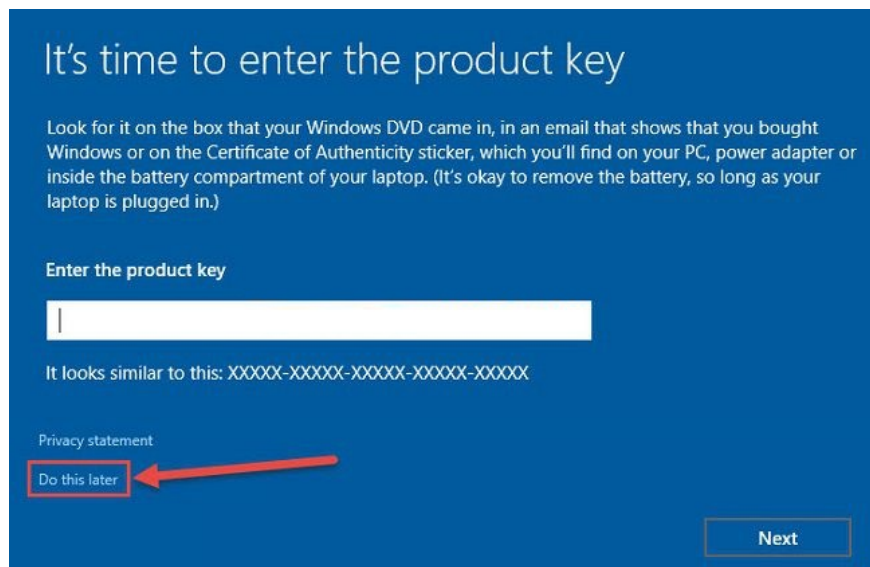 It's time to enter the product key
Look for it on the box that your Windows DVD came in, in an email that shows that you bought
Windows or on the Certificate of Authenticity sticker, which you'll find on your PC, power adapter or
inside the battery compartment of your laptop. (It's okay to remove the battery, so long as your
laptop is plugged in.)
Enter the product key
It looks similar to this: XXXXX-XXXXX-XXXXX-XXXXX-XXXXX
Privacy statement
Do this later
Next